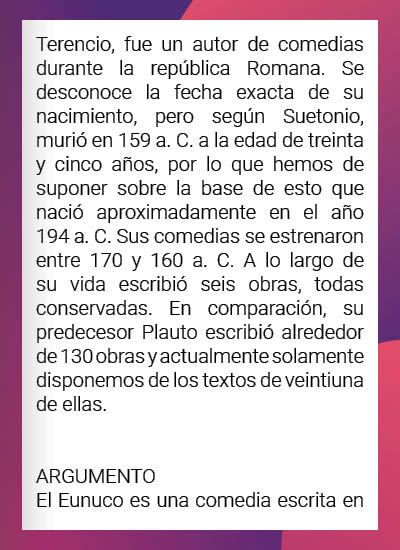 Terencio, fue un autor de comedias
durante la república Romana. Se
desconoce la fecha exacta de su
nacimiento, pero según Suetonio,
murió en 159 a. C. a la edad de treinta
y cinco años, por lo que hemos de
suponer sobre la base de esto que
nació aproximadamente en el año
194 a. C. Sus comedias se estrenaron
entre 170 y 160 a. C. A lo largo de
su vida escribió seis obras, todas
conservadas. En comparación, su
predecesor Plauto escribió alrededor
de 130 obras y actualmente solamente
disponemos de los textos de veintiuna
de ellas.
ARGUMENTO
El Eunuco es una comedia escrita en